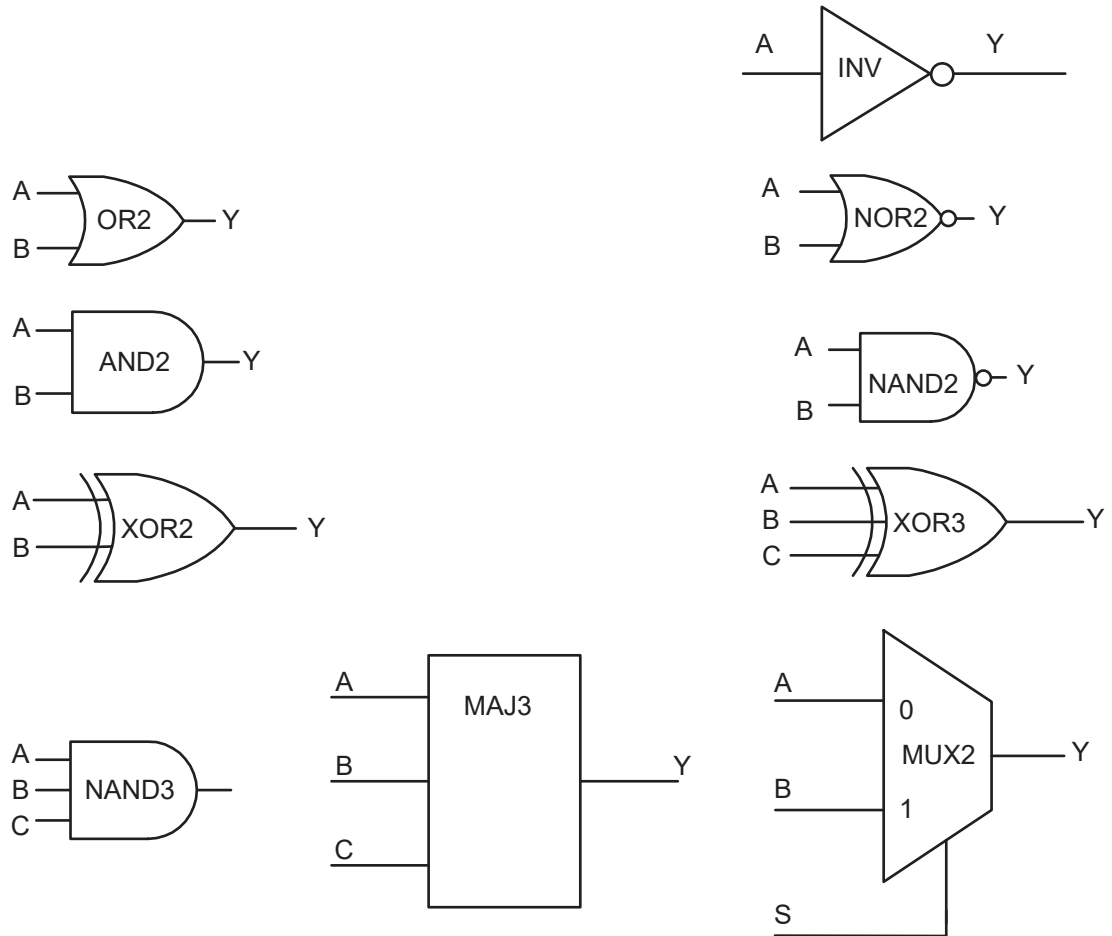 A INV Y
A
OR2 Y
B
A
NOR2 Y
B
A
AND2 Y
B
A
NAND2 Y
B
A
XOR2 Y
B
A
B XOR3 Y
C
A
B NAND3
C
A MAJ3
B Y
C
A
0
MUX2 Y
B
1
S